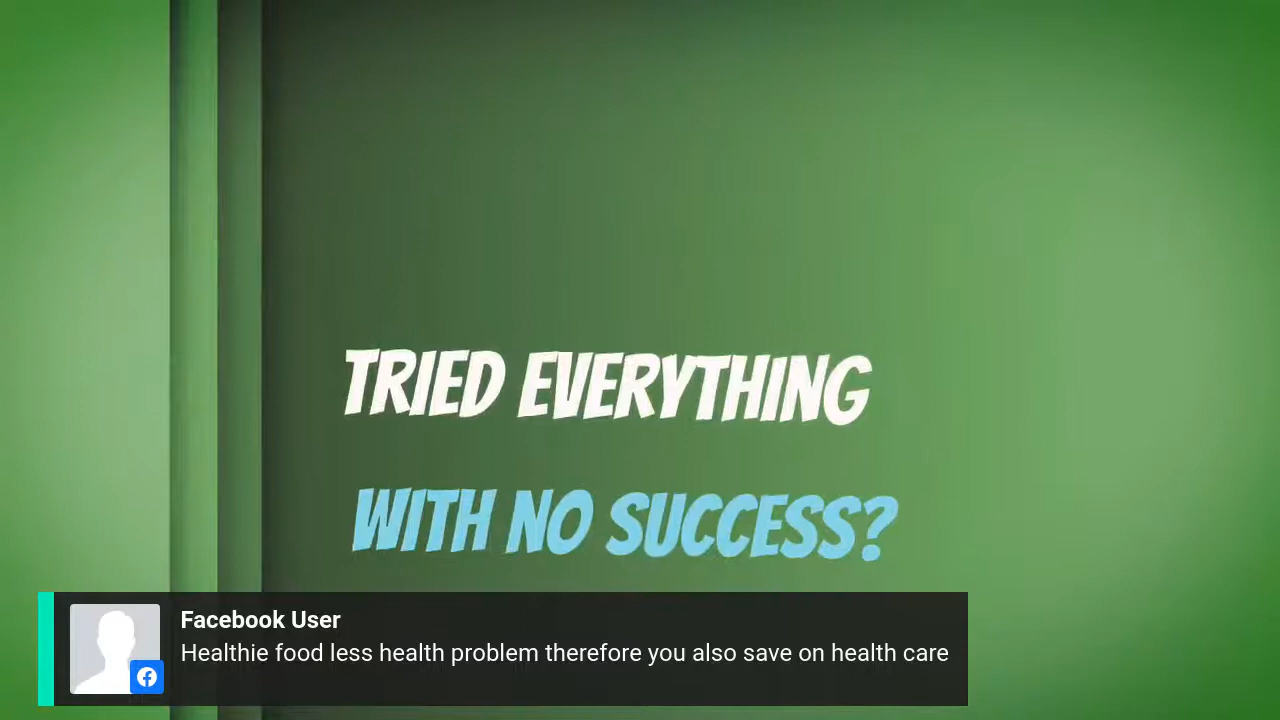 TRIED EVERYTHING
WITH NO SUCCESS?
Facebook User
Healthie food less health problem therefore you also save on health care